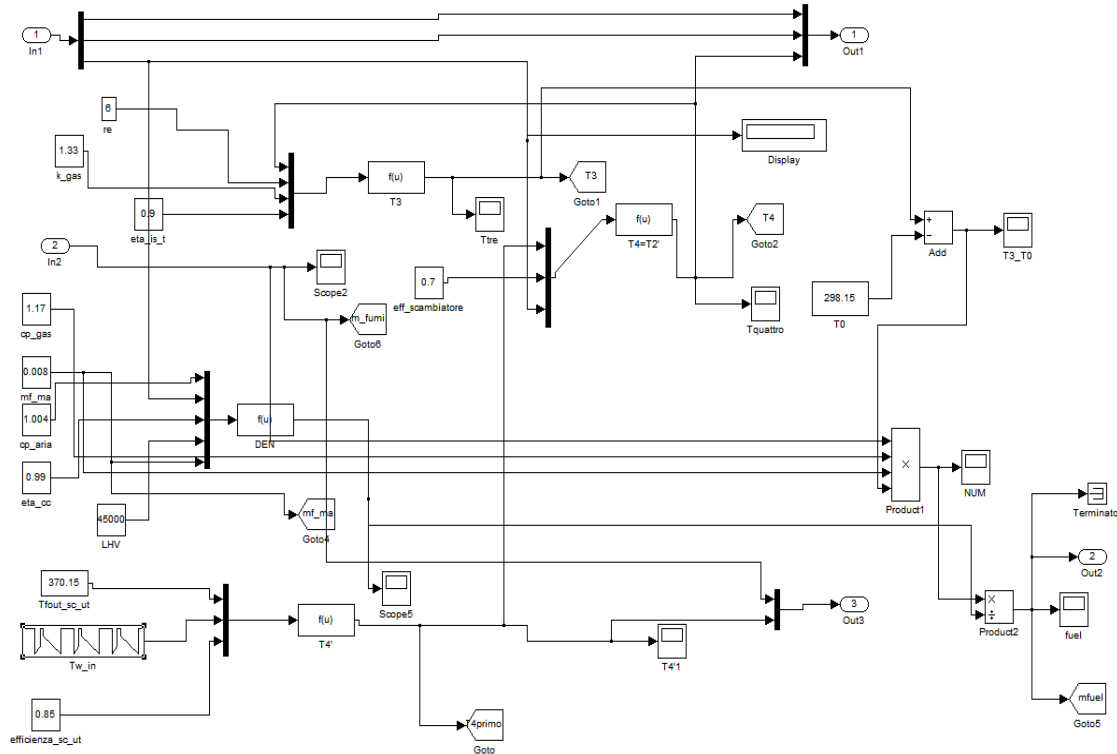 1
In1
1
Out1
6
re
1.33
k_gas
0.9
eta_is_t
f(u)
T3
T3
Goto1
Ttre
Display
f(u)
T4=T2'
T4
Goto2
+
−
Add
T3_T0
2
In2
Scope2
0.7
eff_scambiatore
Tquattro
298.15
T0
m_fumi
Goto6
1.17
cp_gas
0.008
mf_ma
1.004
cp_aria
0.99
eta_cc
45000
LHV
f(u)
DEN
mf_ma
Goto4
×
Product1
NUM
Terminato
2
Out2
370.15
Tfout_sc_ut
Tw_in
0.85
efficienza_sc_ut
f(u)
T4'
Scope5
3
Out3
T4'1
×
÷
Product2
fuel
mfuel
Goto5
T4primo
Goto